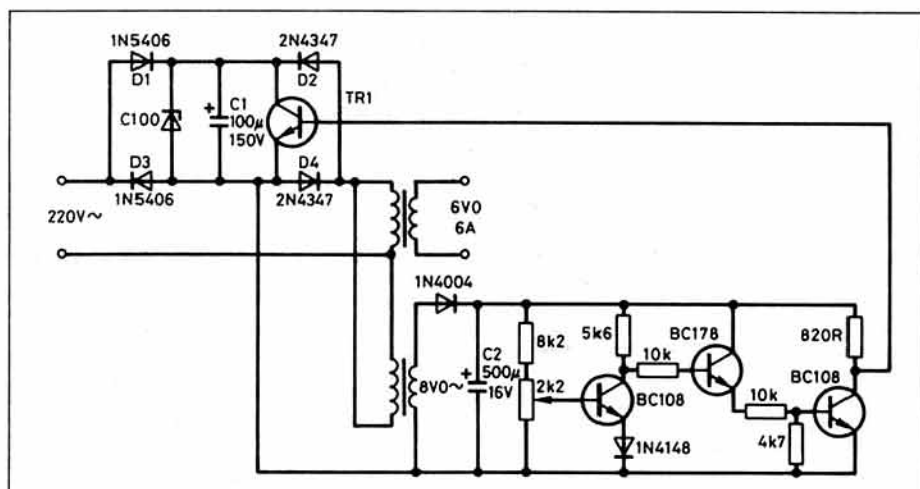 1N5406
2N4347
D1
D2
TR1
C100
+
C1
100µ
150V
D3
D4
1N5406
2N4347
220V~
6V0
6A
1N4004
8V0~
+
C2
500µ
16V
8k2
2k2
5k6
10k
BC178
BC108
1N4148
10k
4k7
820R
BC108